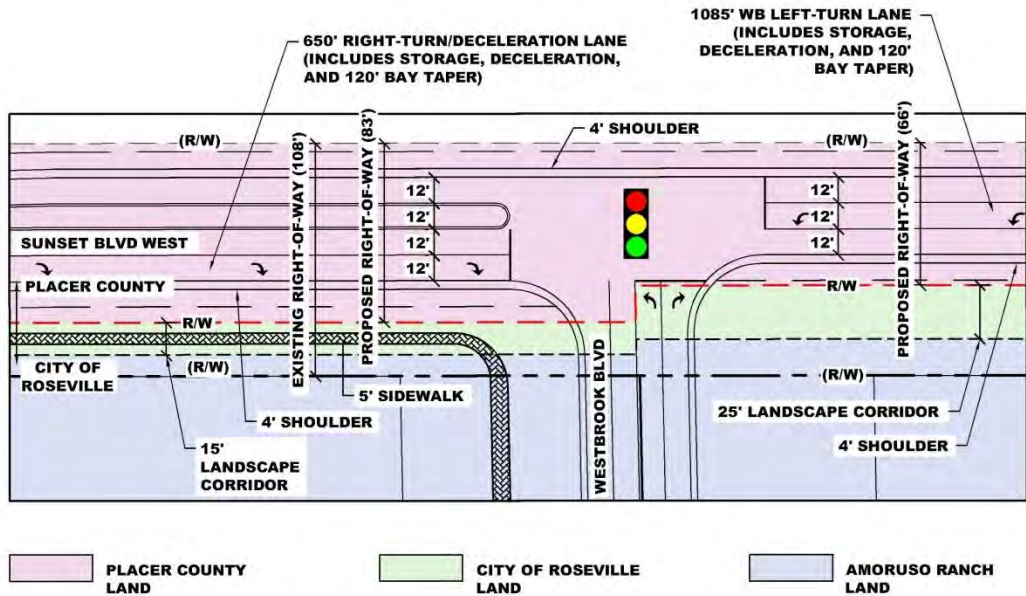 650' RIGHT-TURN/DECELERATION LANE
(INCLUDES STORAGE, DECELERATION,
AND 120' BAY TAPER)
1085' WB LEFT-TURN LANE
(INCLUDES STORAGE,
DECELERATION, AND 120'
BAY TAPER)
(R/W)
4' SHOULDER
(R/W)
EXISTING RIGHT-OF-WAY (108')
PROPOSED RIGHT-OF-WAY (83')
PROPOSED RIGHT-OF-WAY (66')
12'
12'
12'
12'
12'
12'
12'
SUNSET BLVD WEST
PLACER COUNTY
R/W
R/W
CITY OF
ROSEVILLE
(R/W)
(R/W)
5' SIDEWALK
4' SHOULDER
15'
LANDSCAPE
CORRIDOR
WESTBROOK BLVD
25' LANDSCAPE CORRIDOR
4' SHOULDER
PLACER COUNTY
LAND
CITY OF ROSEVILLE
LAND
AMORUSO RANCH
LAND